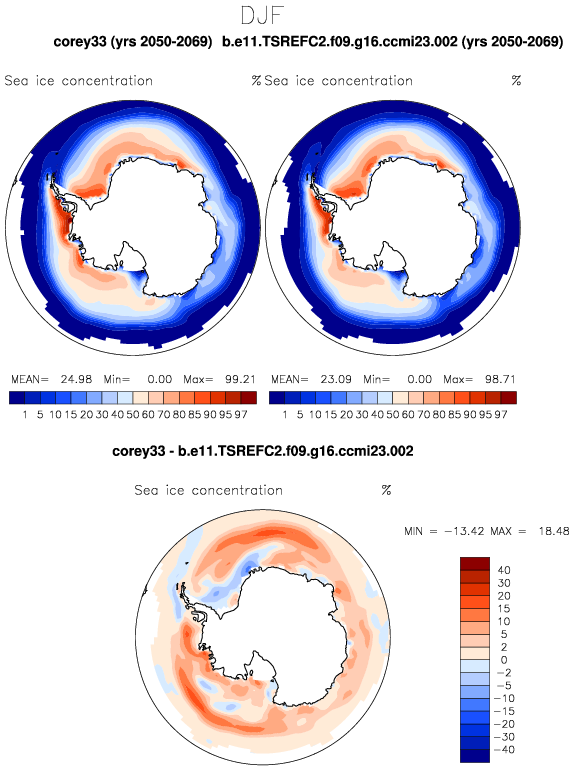 DJF
corey33 (yrs 2050-2069) b.e11.TSREFC2.f09.g16.ccmi23.002 (yrs 2050-2069)
Sea ice concentration % Sea ice concentration %
MEAN= 24.98 Min= 0.00 Max= 99.21 MEAN= 23.09 Min= 0.00 Max= 98.71
1 5 10 15 20 30 40 50 60 70 80 85 90 95 97 1 5 10 15 20 30 40 50 60 70 80 85 90 95 97
corey33 - b.e11.TSREFC2.f09.g16.ccmi23.002
Sea ice concentration %
MIN = -13.42 MAX = 18.48
40
30
20
15
10
5
2
0
-2
-5
-10
-15
-20
-30
-40